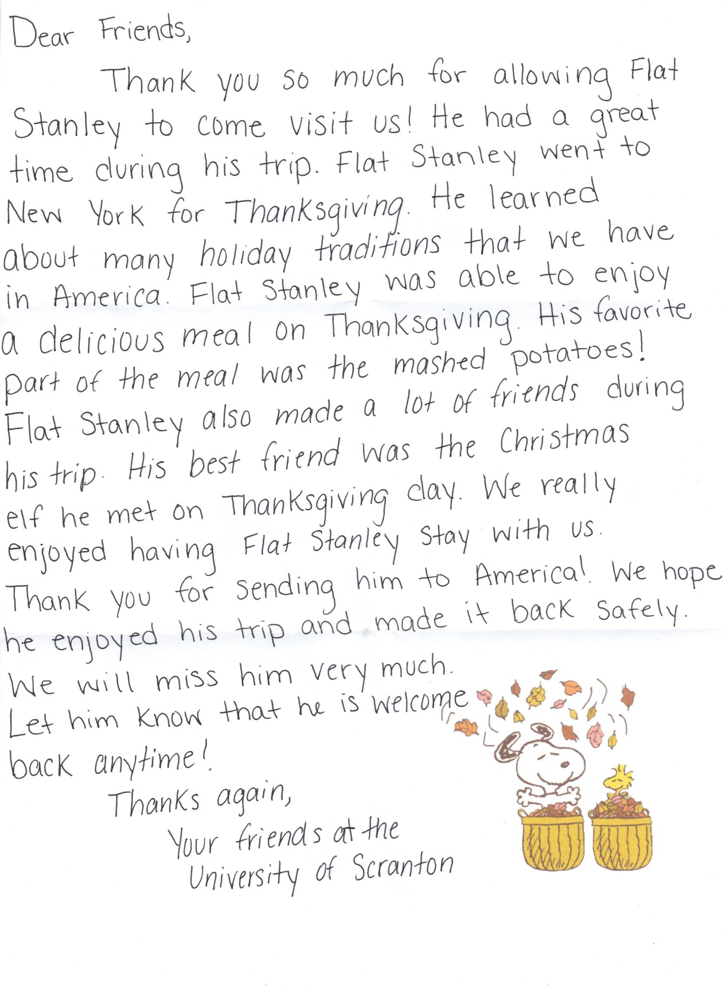 Dear Friends,
Thank you so much for allowing Flat
Stanley to come visit us! He had a great
time during his trip. Flat Stanley went to
New York for Thanksgiving. He learned
about many holiday traditions that we have
in America. Flat Stanley was able to enjoy
a delicious meal on Thanksgiving. His favorite
part of the meal was the mashed potatoes!
Flat Stanley also made a lot of friends during
his trip. His best friend was the Christmas
elf he met on Thanksgiving day. We really
enjoyed having Flat Stanley stay with us.
Thank you for sending him to America! We hope
he enjoyed his trip and made it back safely.
We will miss him very much.
Let him know that he is welcome
back anytime!
Thanks again,
Your friends at the
University of Scranton